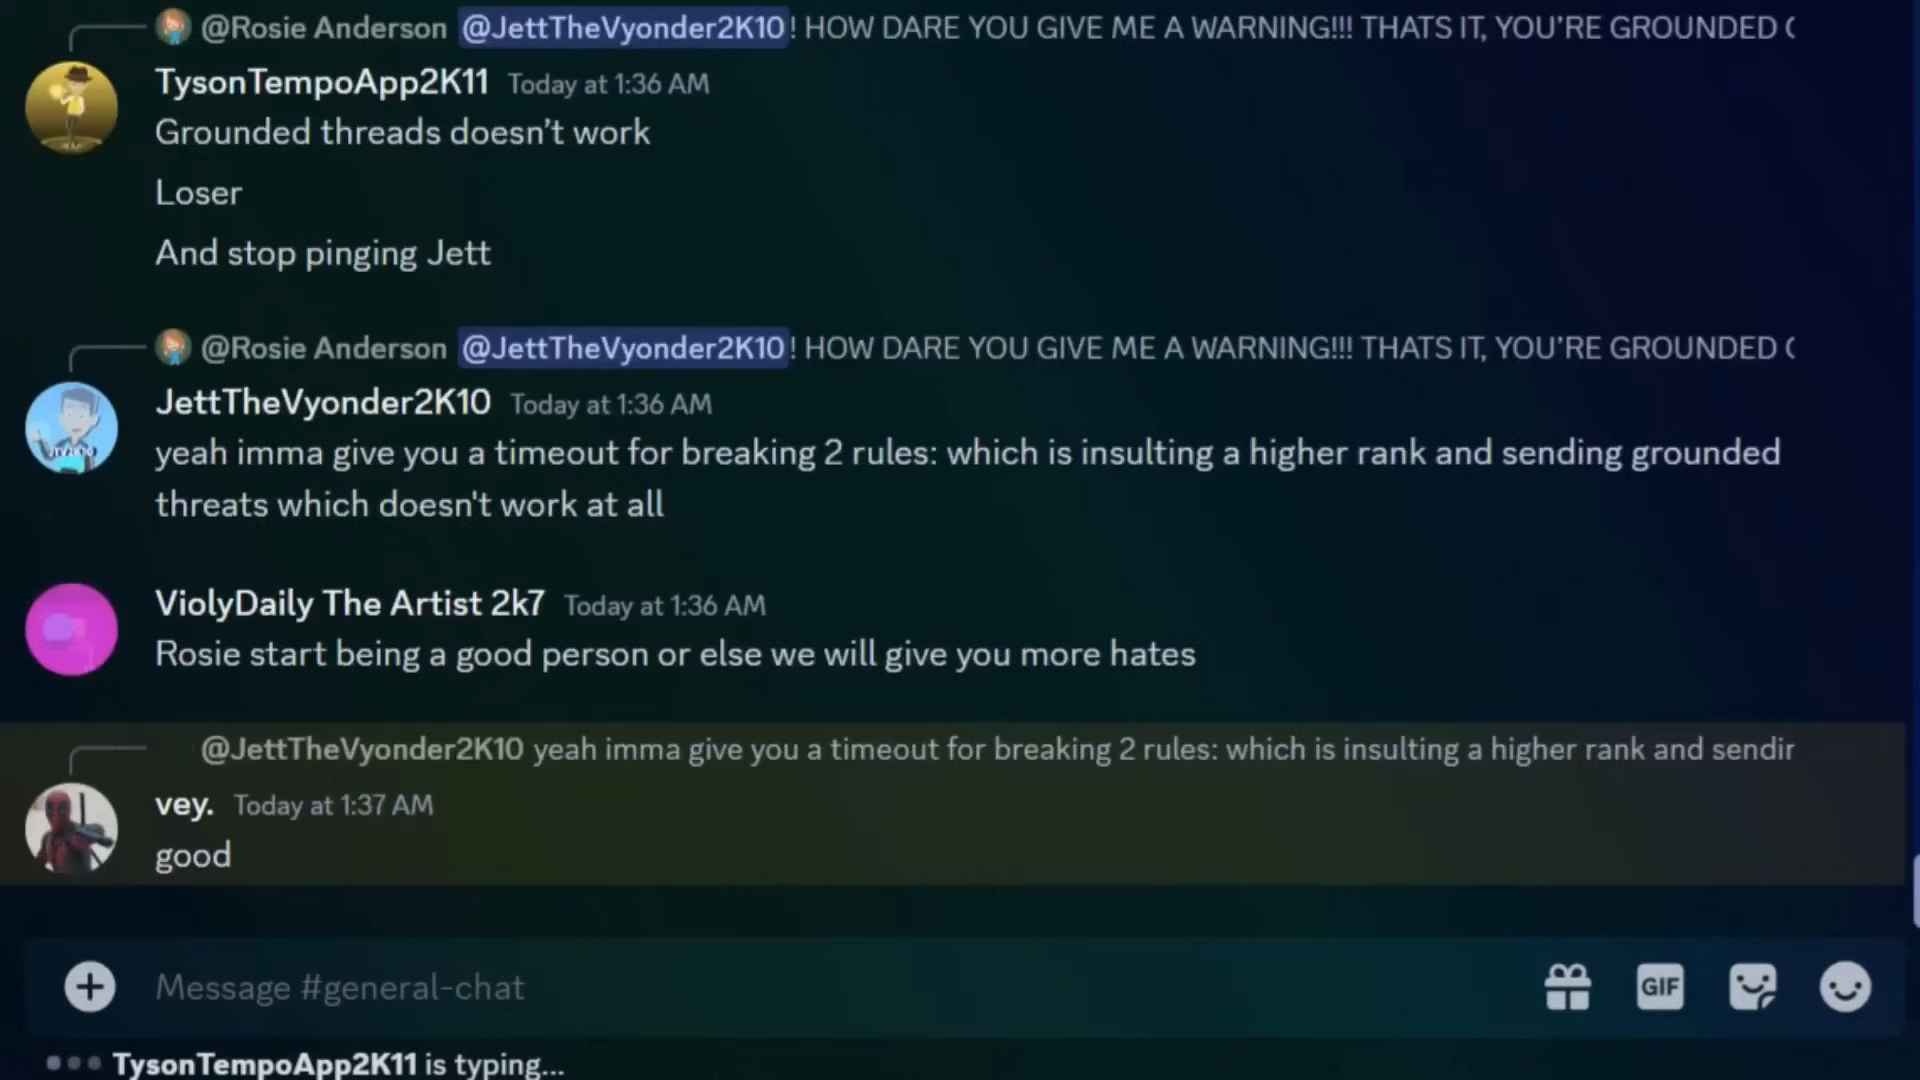 @Rosie Anderson @JettTheVyonder2K10! HOW DARE YOU GIVE ME A WARNING!!! THATS IT, YOU'RE GROUNDED
TysonTempoApp2K11 Today at 1:36 AM
Grounded threads doesn’t work
Loser
And stop pinging Jett
@Rosie Anderson @JettTheVyonder2K10! HOW DARE YOU GIVE ME A WARNING!!! THATS IT, YOU'RE GROUNDED
JettTheVyonder2K10 Today at 1:36 AM
yeah imma give you a timeout for breaking 2 rules: which is insulting a higher rank and sending grounded
threats which doesn't work at all
ViolyDaily The Artist 2k7 Today at 1:36 AM
Rosie start being a good person or else we will give you more hates
@JettTheVyonder2K10 yeah imma give you a timeout for breaking 2 rules: which is insulting a higher rank and
vey. Today at 1:37 AM
good
Message #general-chat
GIF
TysonTempoApp2K11 is typing...